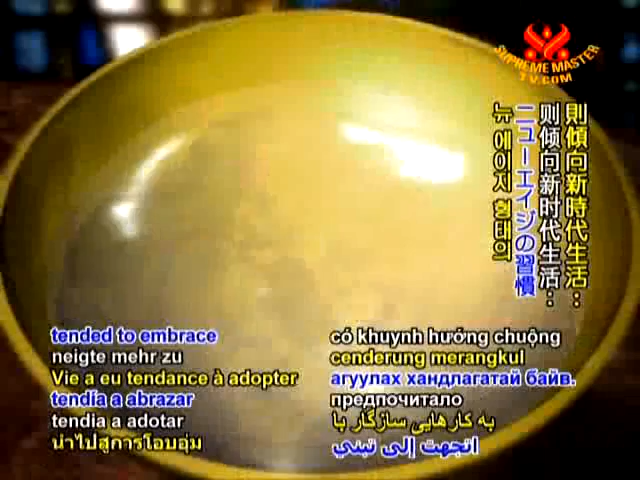 SUPREME MASTER
TV.COM
則傾向新時代生活：
则倾向新时代生活：
ニューエイジの習慣
뉴 에이지 형태의
tended to embrace
neigte mehr zu
Vie a eu tendance à adopter
tendía a abrazar
tendia a adotar
นำไปสู่การโอบอุ้ม
có khuynh hướng chuộng
cenderung merangkul
агуулах хандлагатай байв.
предпочитало
به کارهایی سازگار با
اتجهت إلى تبني